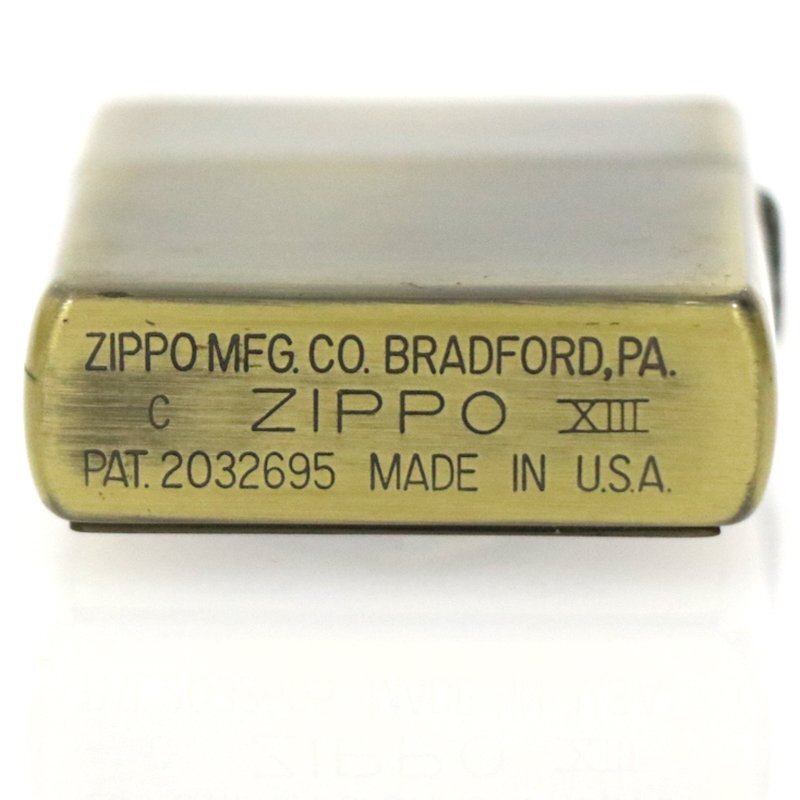 ZIPPO MFG. CO. BRADFORD, PA.
C ZIPPO XIII
PAT. 2032695 MADE IN U.S.A.